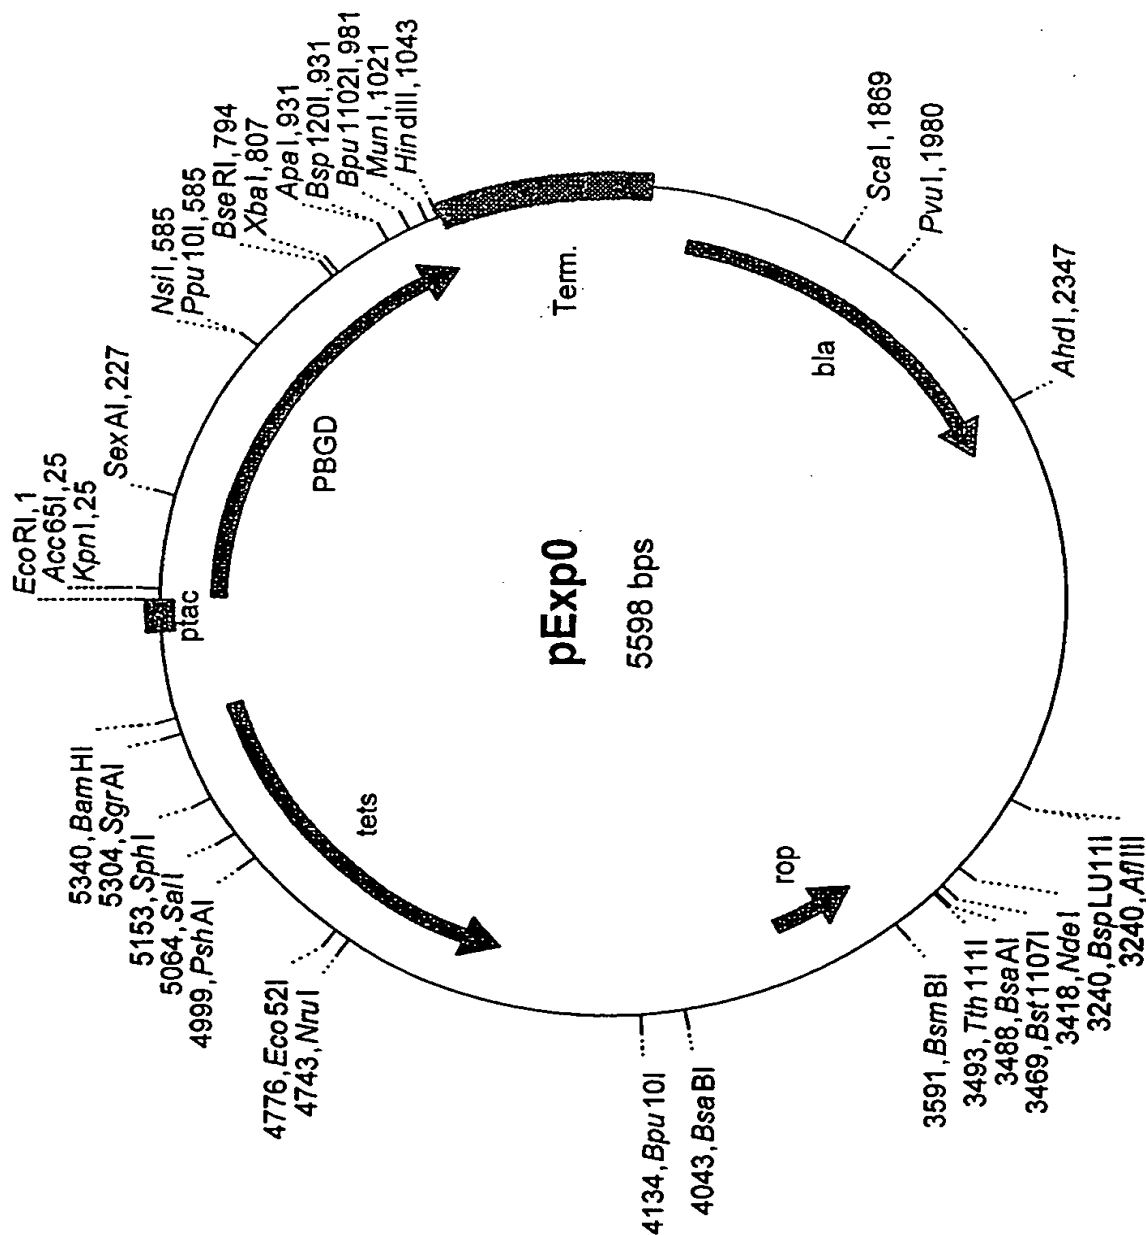 EcoRI,1
Acc65I,25
KpnI,25
SexAI,227
NsiI,585
Ppu10I,585
BseRI,794
XbaI,807
ApaI,931
Bsp120I,931
Bpu1102I,981
MunI,1021
HindIII,1043
ScaI,1869
PvuI,1980
AhdI,2347
ptac
PBGD
Term.
bla
tets
rop
pExp0
5598 bps
5340,BamHI
5304,SgrAI
5153,SphI
5064,SalI
4999,PshAI
4776,Eco52I
4743,NruI
4134,Bpu10I
4043,BsaBI
3591,BsmBI
3493,Tth111I
3488,BsaAI
3469,Bst1107I
3418,NdeI
3240,BspLU11I
3240,AflIII